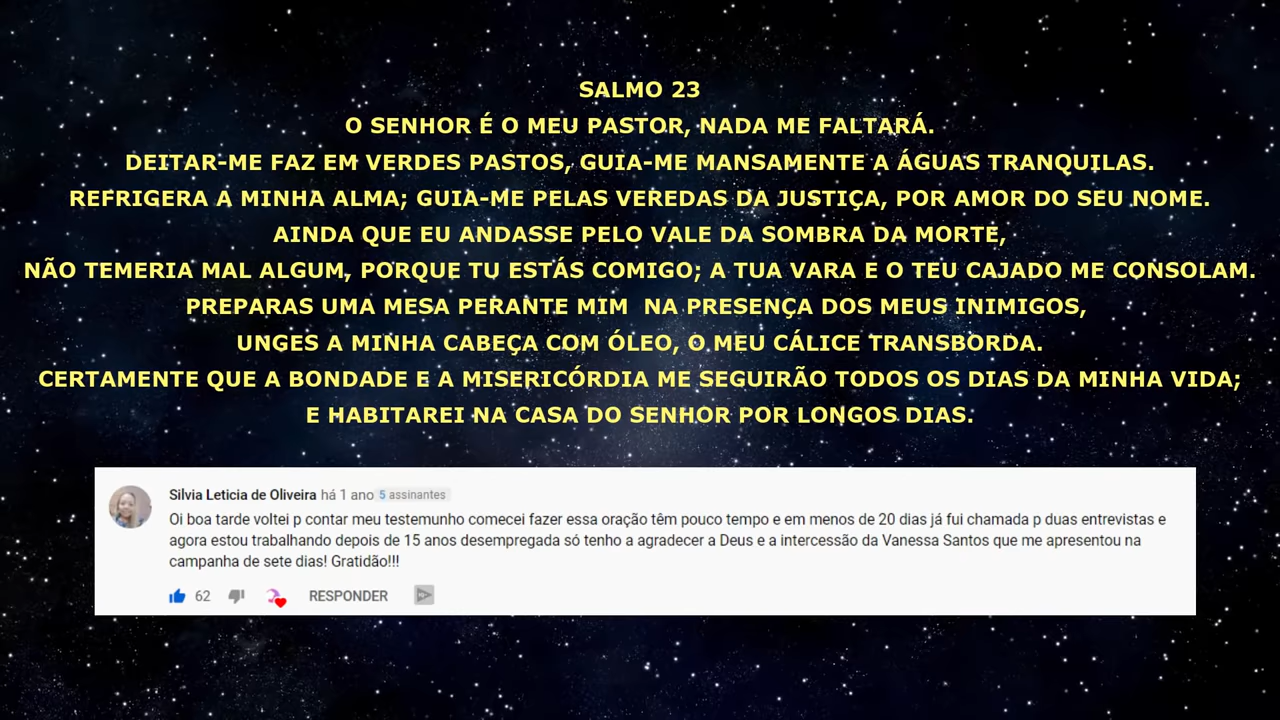 SALMO 23
O SENHOR É O MEU PASTOR, NADA ME FALTARÁ.
DEITAR-ME FAZ EM VERDES PASTOS, GUIA-ME MANSAMENTE A ÁGUAS TRANQUILAS.
REFRIGERA A MINHA ALMA; GUIA-ME PELAS VEREDAS DA JUSTIÇA, POR AMOR DO SEU NOME.
AINDA QUE EU ANDASSE PELO VALE DA SOMBRA DA MORTE,
NÃO TEMERIA MAL ALGUM, PORQUE TU ESTÁS COMIGO; A TUA VARA E O TEU CAJADO ME CONSOLAM.
PREPARAS UMA MESA PERANTE MIM  NA PRESENÇA DOS MEUS INIMIGOS,
UNGES A MINHA CABEÇA COM ÓLEO, O MEU CÁLICE TRANSBORDA.
CERTAMENTE QUE A BONDADE E A MISERICÓRDIA ME SEGUIRÃO TODOS OS DIAS DA MINHA VIDA;
E HABITAREI NA CASA DO SENHOR POR LONGOS DIAS.
Silvia Leticia de Oliveira há 1 ano 5 assinantes
Oi boa tarde voltei p contar meu testemunho comecei fazer essa oração têm pouco tempo e em menos de 20 dias já fui chamada p duas entrevistas e
agora estou trabalhando depois de 15 anos desempregada só tenho a agradecer a Deus e a intercessão da Vanessa Santos que me apresentou na
campanha de sete dias! Gratidão!!!
62 RESPONDER